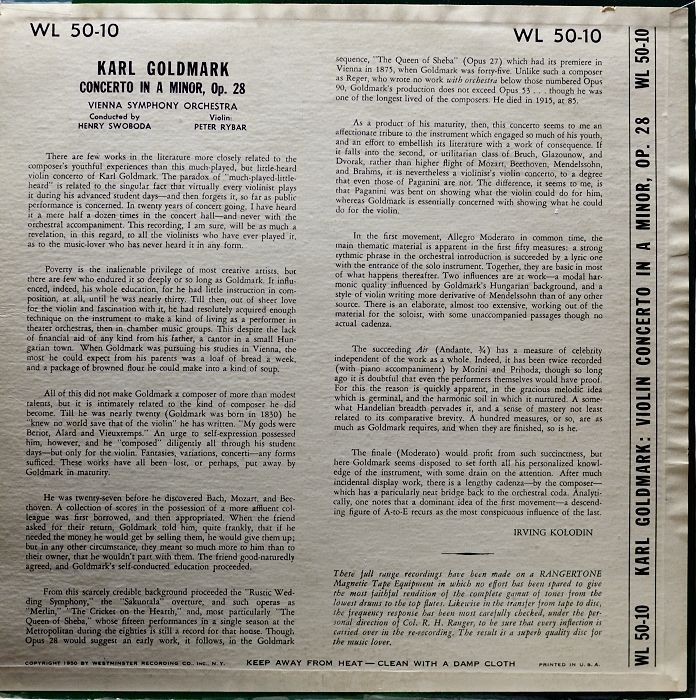 WL 50-10
KARL GOLDMARK
CONCERTO IN A MINOR, Op. 28
VIENNA SYMPHONY ORCHESTRA
Conducted by
HENRY SWOBODA
Violin:
PETER RYBAR
There are few works in the literature more closely related to the
composer's youthful experiences than this much-played, but little-heard
violin concerto of Karl Goldmark. The paradox of "much-played-little-
heard" is related to the singular fact that virtually every violinist plays
it during his advanced student days—and then forgets it, so far as public
performance is concerned. In twenty years of concert going, I have heard
it a mere half a dozen times in the concert hall—and never with the
orchestral accompaniment. This recording, I am sure, will be as much a
revelation, in this regard, to all the violinists who have ever played it,
as to the music-lover who has never heard it in any form.
Poverty is the inalienable privilege of most creative artists, but
there are few who endured it so deeply or so long as Goldmark. It influ-
enced, indeed, his whole education, for he had little instruction in com-
position, at all, until he was nearly thirty. Till then, out of sheer love
for the violin and fascination with it, he had resolutely acquired enough
technique on the instrument to make a kind of living as a performer in
theater orchestras, then in chamber music groups. This despite the lack
of financial aid of any kind from his father, a cantor in a small Hun-
garian town. When Goldmark was pursuing his studies in Vienna, the
most he could expect from his parents was a loaf of bread a week,
and a package of browned flour he could make into a kind of soup.
All of this did not make Goldmark a composer of more than modest
talents, but it is intimately related to the kind of composer he did
become. Till he was nearly twenty (Goldmark was born in 1830) he
"knew no world save that of the violin" he has written. "My gods were
Beriot, Alard and Vieuxtemps." An urge to self-expression possessed
him, however, and he "composed" diligently all through his student
days—but only for the violin. Fantasies, variations, concerti—any forms
sufficed. These works have all been lost, or perhaps, put away by
Goldmark in maturity.
He was twenty-seven before he discovered Bach, Mozart, and Bee-
thoven. A collection of scores in the possession of a more affluent col-
league was first borrowed, and then appropriated. When the friend
asked for their return, Goldmark told him, quite frankly, that if he
needed the money he would get by selling them, he would give them up;
but in any other circumstance, they meant so much more to him than to
their owner, that he wouldn't part with them. The friend good-naturedly
agreed, and Goldmark's self-conducted education proceeded.
From this scarcely credible background proceeded the "Rustic Wed-
ding Symphony," the "Sakuntala" overture, and such operas as
"Merlin," "The Cricket on the Hearth," and, most particularly "The
Queen of Sheba," whose fifteen performances in a single season at the
Metropolitan during the eighties is still a record for that house. Though
Opus 28 would suggest an early work, it follows, in the Goldmark
WL 50-10
sequence, "The Queen of Sheba" (Opus 27) which had its premiere in
Vienna in 1875, when Goldmark was forty-five. Unlike such a composer
as Reger, who wrote no work with orchestra below those numbered Opus
90, Goldmark's production does not exceed Opus 53 . . . though he was
one of the longest lived of the composers. He died in 1915, at 85.
As a product of his maturity, then, this concerto seems to me an
affectionate tribute to the instrument which engaged so much of his youth,
and an effort to embellish its literature with a work of consequence. If
it falls into the second, or utilitarian class of Bruch, Glazounow, and
Dvorak, rather than higher flight of Mozart, Beethoven, Mendelssohn,
and Brahms, it is nevertheless a violinist's violin concerto, to a degree
that even those of Paganini are not. The difference, it seems to me, is
that Paganini was bent on showing what the violin could do for him,
whereas Goldmark is essentially concerned with showing what he could
do for the violin.
In the first movement, Allegro Moderato in common time, the
main thematic material is apparent in the first fifty measures: a strong
rythmic phrase in the orchestral introduction is succeeded by a lyric one
with the entrance of the solo instrument. Together, they are basic in most
of what happens thereafter. Two influences are at work—a modal har-
monic quality influenced by Goldmark's Hungarian background, and a
style of violin writing more derivative of Mendelssohn than of any other
source. There is an elaborate, almost too extensive, working out of the
material for the soloist, with some unaccompanied passages though no
actual cadenza.
The succeeding Air (Andante, ¾) has a measure of celebrity
independent of the work as a whole. Indeed, it has been twice recorded
(with piano accompaniment) by Morini and Prihoda, though so long
ago it is doubtful that even the performers themselves would have proof.
For this the reason is quickly apparent, in the gracious melodic idea
which is germinal, and the harmonic soil in which it nurtured. A some-
what Handelian breadth pervades it, and a sense of mastery not least
related to its comparative brevity. A hundred measures, or so, are as
much as Goldmark requires, and when they are finished, so is he.
The finale (Moderato) would profit from such succinctness, but
here Goldmark seems disposed to set forth all his personalized knowl-
edge of the instrument, with some drain on the attention. After much
incidental display work, there is a lengthy cadenza—by the composer—
which has a paricularly neat bridge back to the orchestral coda. Analyti-
cally, one notes that a dominant idea of the first movement—a descend-
ing figure of A-to-E recurs as the most conspicuous influence of the last.
IRVING KOLODIN
These full range recordings have been made on a RANGERTONE
Magnetic Tape Equipment in which no effort has been spared to give
the most faithful rendition of the complete gamut of tones from the
lowest drums to the top flutes. Likewise in the transfer from tape to disc,
the frequency response has been most carefully checked, under the per-
sonal direction of Col. R. H. Ranger, to be sure that every inflection is
carried over in the re-recording. The result is a superb quality disc for
the music lover.
COPYRIGHT 1950 BY WESTMINSTER RECORDING CO., INC., N. Y.
KEEP AWAY FROM HEAT — CLEAN WITH A DAMP CLOTH
PRINTED IN U. S. A.
WL 50-10 KARL GOLDMARK: VIOLIN CONCERTO IN A MINOR, OP. 28 WL 50-10